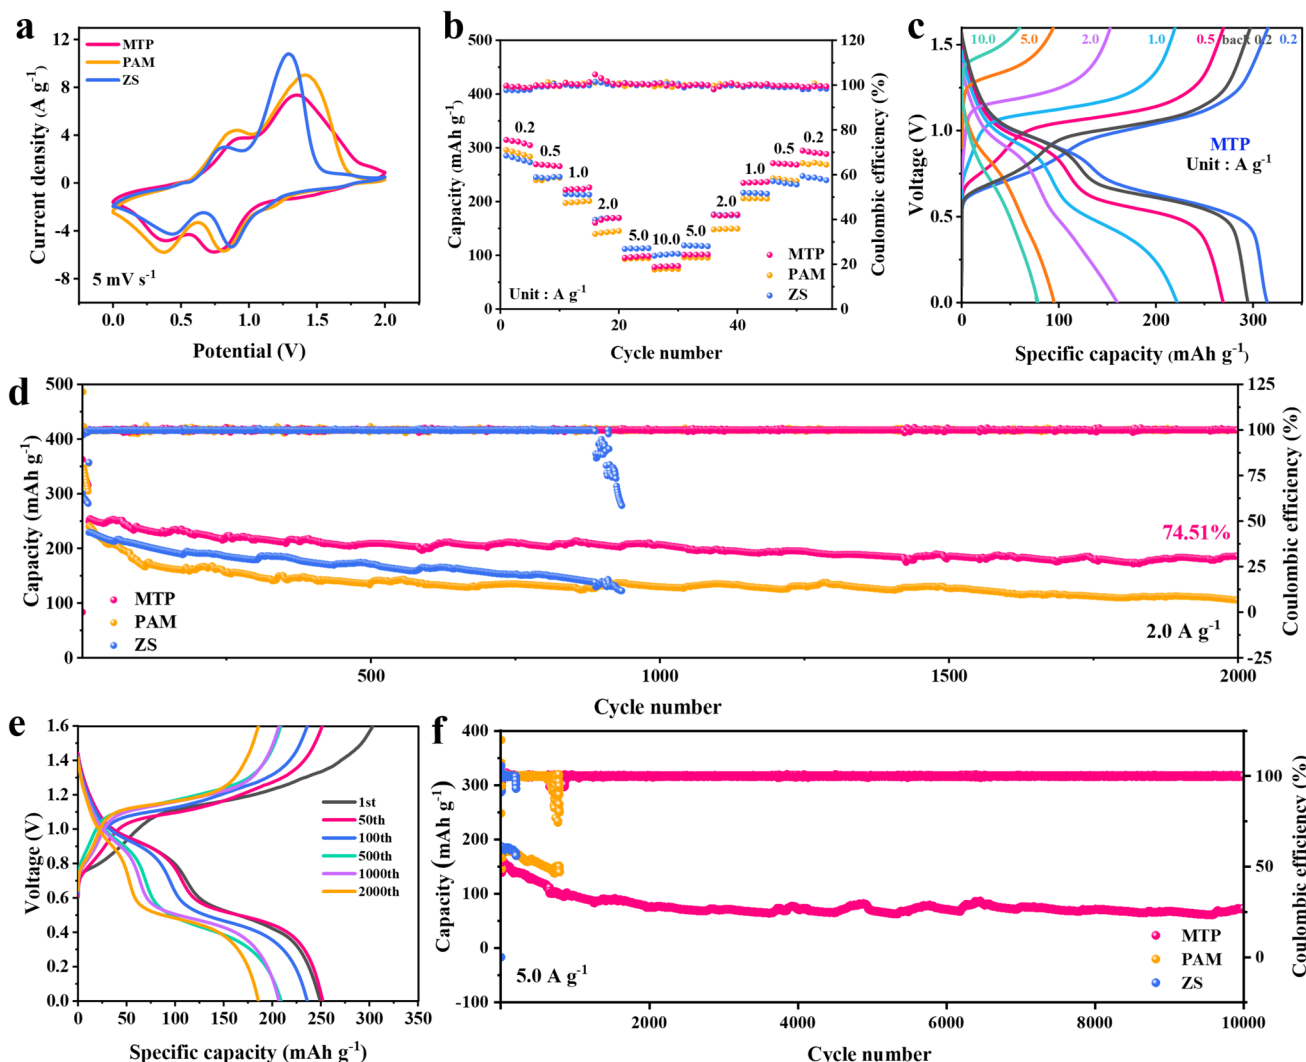 a
Current density (A g-1)
12
8
4
0
-4
-8
MTP
PAM
ZS
5 mV s-1
0.0 0.5 1.0 1.5 2.0
Potential (V)
b
Capacity (mAh g-1)
500
400
300
200
100
0
0.2
0.5
1.0
2.0
5.0
10.0
5.0
2.0
1.0
0.5
0.2
MTP
PAM
ZS
Unit : A g-1
0 20 40
Cycle number
120
100
80
60
40
20
0
Coulombic efficiency (%)
c
Voltage (V)
1.5
1.0
0.5
0.0
10.0 5.0 2.0 1.0 0.5 back 0.2 0.2
MTP
Unit : A g-1
0 100 200 300
Specific capacity (mAh g-1)
d
Capacity (mAh g-1)
500
400
300
200
100
0
74.51%
MTP
PAM
ZS
2.0 A g-1
500 1000 1500 2000
Cycle number
125
100
75
50
25
0
-25
Coulombic efficiency (%)
e
Voltage (V)
1.6
1.4
1.2
1.0
0.8
0.6
0.4
0.2
0.0
1st
50th
100th
500th
1000th
2000th
0 50 100 150 200 250 300 350
Specific capacity (mAh g-1)
f
Capacity (mAh g-1)
400
300
200
100
0
-100
5.0 A g-1
MTP
PAM
ZS
2000 4000 6000 8000 10000
Cycle number
100
50
0
Coulombic efficiency (%)